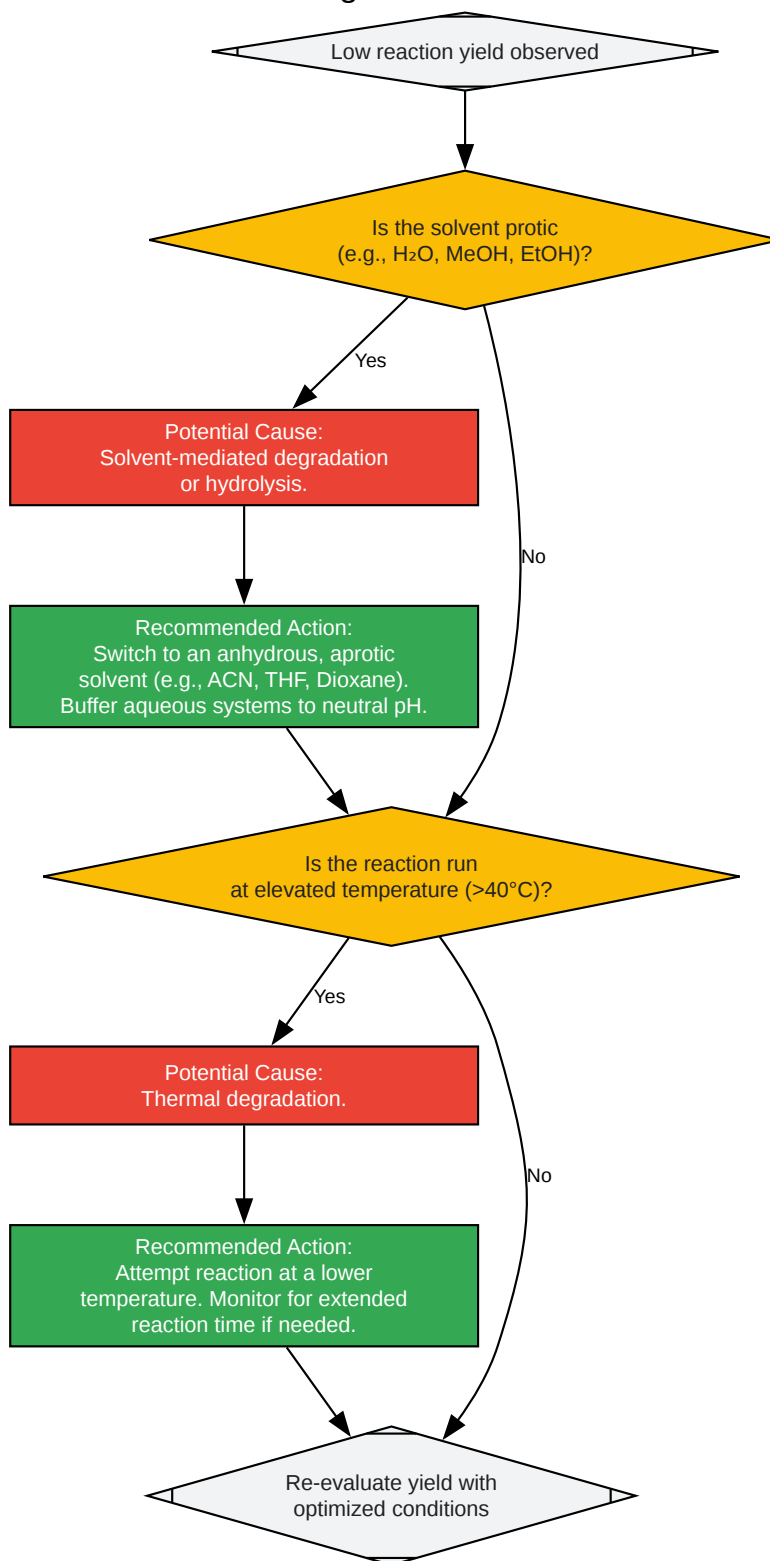 Low reaction yield observed
Is the solvent protic
(e.g., H₂O, MeOH, EtOH)?
Yes
Potential Cause:
Solvent-mediated degradation
or hydrolysis.
No
Recommended Action:
Switch to an anhydrous, aprotic
solvent (e.g., ACN, THF, Dioxane).
Buffer aqueous systems to neutral pH.
Is the reaction run
at elevated temperature (>40°C)?
Yes
Potential Cause:
Thermal degradation.
No
Recommended Action:
Attempt reaction at a lower
temperature. Monitor for extended
reaction time if needed.
Re-evaluate yield with
optimized conditions